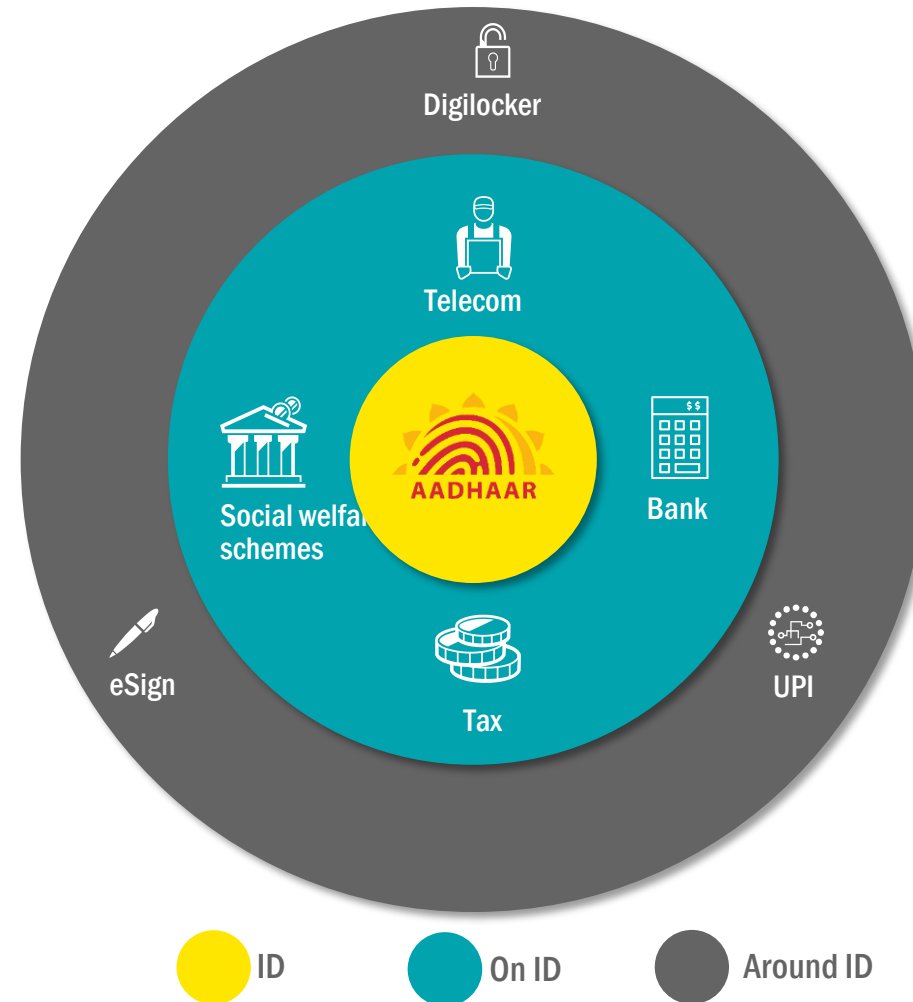 Digilocker
Telecom
AADHAAR
$$
Bank
Social welfa
schemes
eSign
UPI
Tax
ID
On ID
Around ID